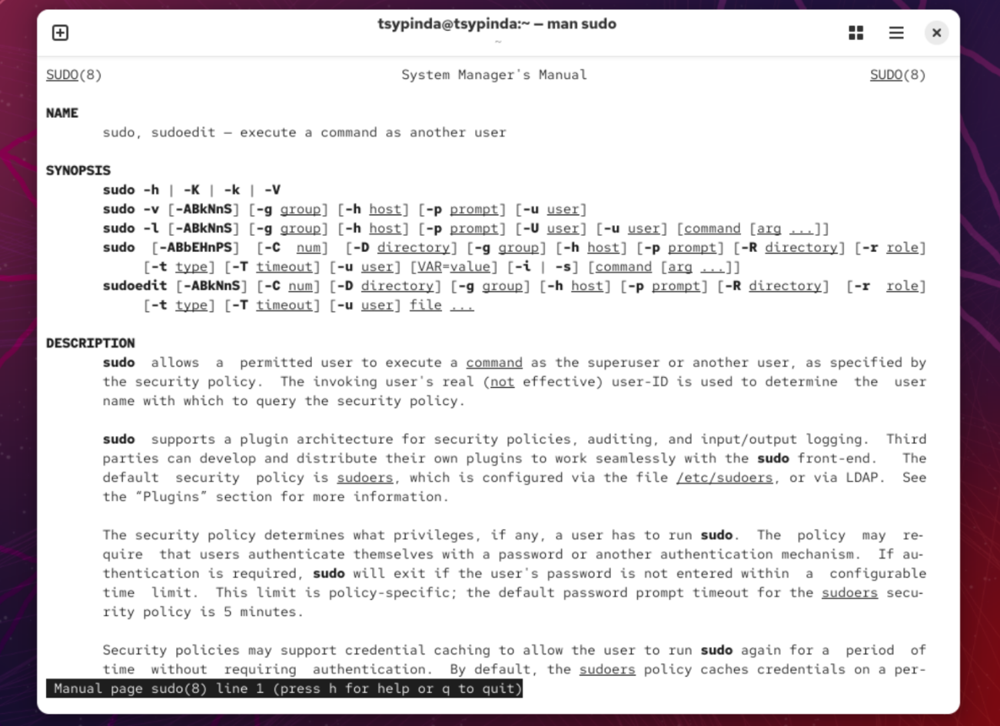 tsypinda@tsypinda:~ — man sudo
~
SUDO(8) System Manager's Manual SUDO(8)
NAME
sudo, sudoedit — execute a command as another user
SYNOPSIS
sudo -h | -K | -k | -V
sudo -v [-ABkNnS] [-g group] [-h host] [-p prompt] [-u user]
sudo -l [-ABkNnS] [-g group] [-h host] [-p prompt] [-U user] [-u user] [command [arg ...]]
sudo [-ABbEHnPS] [-C num] [-D directory] [-g group] [-h host] [-p prompt] [-R directory] [-r role]
[-t type] [-T timeout] [-u user] [VAR=value] [-i | -s] [command [arg ...]]
sudoedit [-ABkNnS] [-C num] [-D directory] [-g group] [-h host] [-p prompt] [-R directory] [-r role]
[-t type] [-T timeout] [-u user] file ...
DESCRIPTION
sudo allows a permitted user to execute a command as the superuser or another user, as specified by
the security policy. The invoking user's real (not effective) user-ID is used to determine the user
name with which to query the security policy.
sudo supports a plugin architecture for security policies, auditing, and input/output logging. Third
parties can develop and distribute their own plugins to work seamlessly with the sudo front-end. The
default security policy is sudoers, which is configured via the file /etc/sudoers, or via LDAP. See
the “Plugins” section for more information.
The security policy determines what privileges, if any, a user has to run sudo. The policy may re-
quire that users authenticate themselves with a password or another authentication mechanism. If au-
thentication is required, sudo will exit if the user's password is not entered within a configurable
time limit. This limit is policy-specific; the default password prompt timeout for the sudoers secu-
rity policy is 5 minutes.
Security policies may support credential caching to allow the user to run sudo again for a period of
time without requiring authentication. By default, the sudoers policy caches credentials on a per-
Manual page sudo(8) line 1 (press h for help or q to quit)